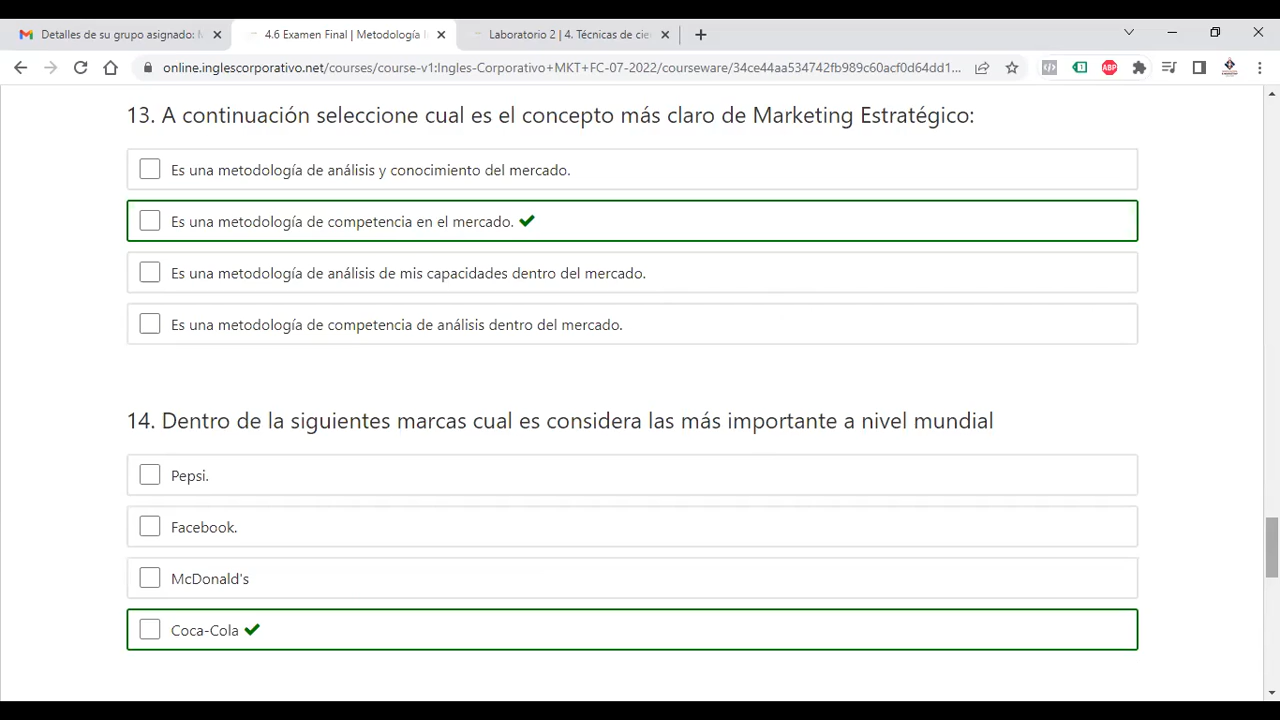 Detalles de su grupo asignado: M
4.6 Examen Final | Metodología I
Laboratorio 2 | 4. Técnicas de cie
online.inglescorporativo.net/courses/course-v1:Ingles-Corporativo+MKT+FC-07-2022/courseware/34ce44aa534742fb989c60acf0d64dd1...
ABP
13. A continuación seleccione cual es el concepto más claro de Marketing Estratégico:
Es una metodología de análisis y conocimiento del mercado.
Es una metodología de competencia en el mercado.
Es una metodología de análisis de mis capacidades dentro del mercado.
Es una metodología de competencia de análisis dentro del mercado.
14. Dentro de la siguientes marcas cual es considera las más importante a nivel mundial
Pepsi.
Facebook.
McDonald's
Coca-Cola